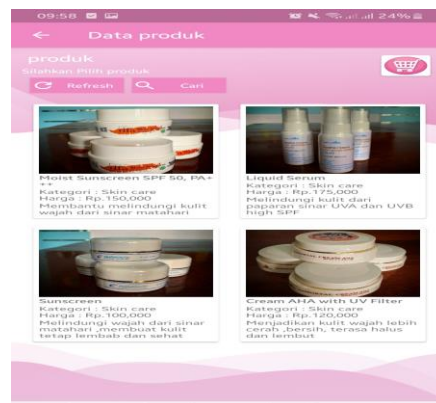 09:58
24%
Data produk
produk
Silahkan Pilih produk
Refresh
Cari
Moist Sunscreen SPF 50, PA+
++
Kategori : Skin care
Harga : Rp.150,000
Membantu melindungi kulit
wajah dari sinar matahari
Liquid Serum
Kategori : Skin care
Harga : Rp.175,000
Melindungi kulit dari
paparan sinar UVA dan UVB
high SPF
Sunscreen
Kategori : Skin care
Harga : Rp.100,000
Melindungi wajah dari sinar
matahari ,membuat kulit
tetap lembab dan sehat
Cream AHA with UV Filter
Kategori : Skin care
Harga : Rp.120,000
Menjadikan kulit wajah lebih
cerah ,bersih, terasa halus
dan lembut